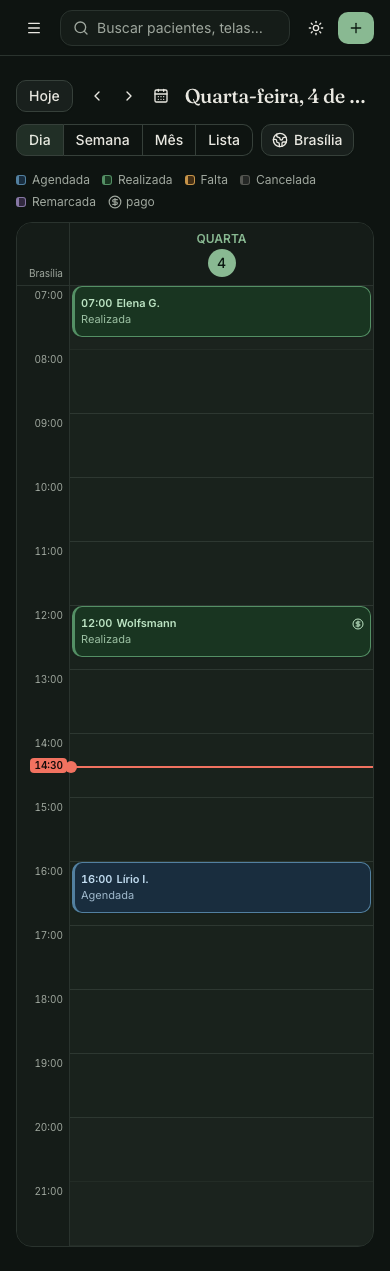 Buscar pacientes, telas...
Hoje
Quarta-feira, 4 de ...
Dia Semana Mês Lista Brasília
Agendada Realizada Falta Cancelada
Remarcada pago
QUARTA
Brasília 4
07:00
07:00 Elena G.
Realizada
08:00
09:00
10:00
11:00
12:00
12:00 Wolfsmann
Realizada
13:00
14:00
14:30
15:00
16:00
16:00 Lírio I.
Agendada
17:00
18:00
19:00
20:00
21:00